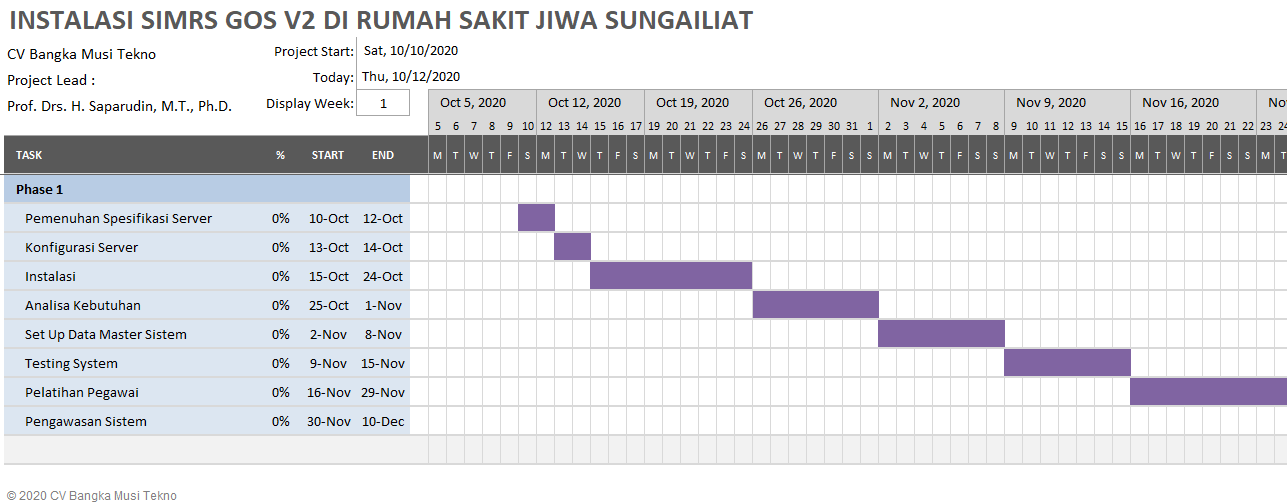 INSTALASI SIMRS GOS V2 DI RUMAH SAKIT JIWA SUNGAILIAT
CV Bangka Musi Tekno Project Start: Sat, 10/10/2020
Project Lead : Today: Thu, 10/12/2020
Prof. Drs. H. Saparudin, M.T., Ph.D. Display Week: 1
Oct 5, 2020 Oct 12, 2020 Oct 19, 2020 Oct 26, 2020 Nov 2, 2020 Nov 9, 2020 Nov 16, 2020 No
5 6 7 8 9 10 12 13 14 15 16 17 19 20 21 22 23 24 26 27 28 29 30 31 1 2 3 4 5 6 7 8 9 10 11 12 13 14 15 16 17 18 19 20 21 22 23 24
TASK % START END M T W T F S M T W T F S M T W T F S M T W T F S S M T W T F S S M T W T F S S M T W T F S S M T
Phase 1
Pemenuhan Spesifikasi Server 0% 10-Oct 12-Oct
Konfigurasi Server 0% 13-Oct 14-Oct
Instalasi 0% 15-Oct 24-Oct
Analisa Kebutuhan 0% 25-Oct 1-Nov
Set Up Data Master Sistem 0% 2-Nov 8-Nov
Testing System 0% 9-Nov 15-Nov
Pelatihan Pegawai 0% 16-Nov 29-Nov
Pengawasan Sistem 0% 30-Nov 10-Dec
© 2020 CV Bangka Musi Tekno